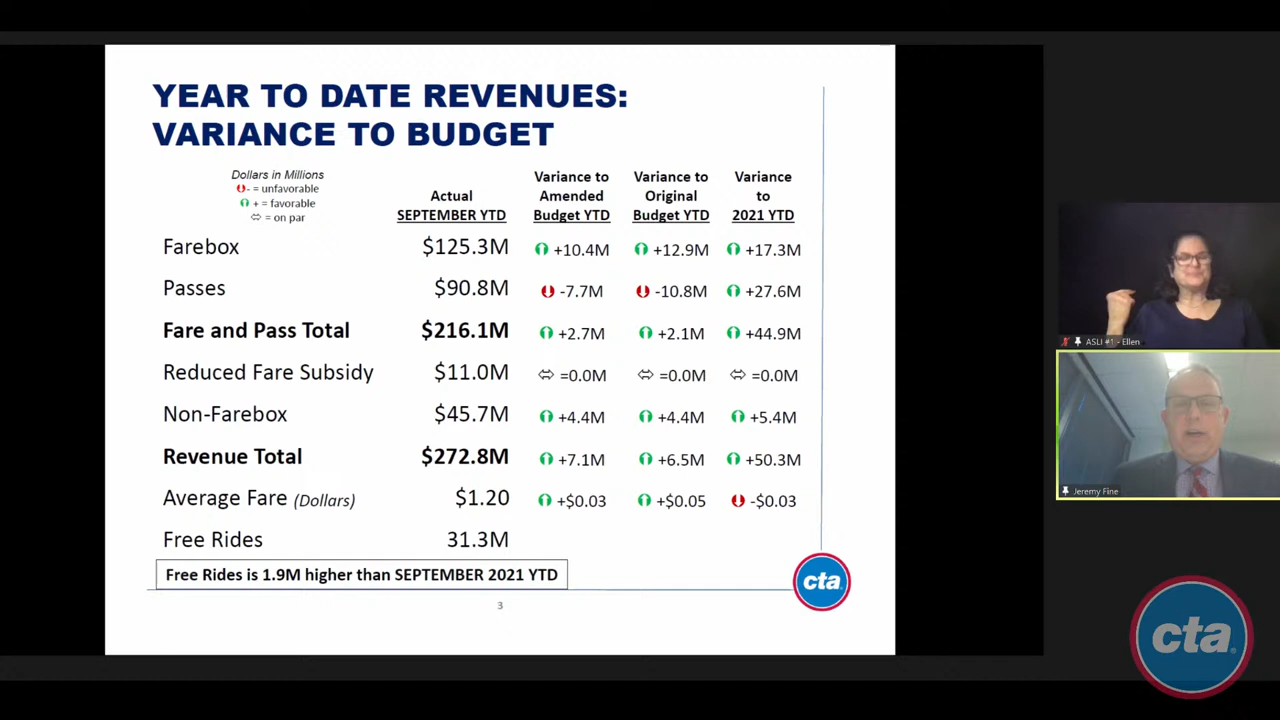 YEAR TO DATE REVENUES:
VARIANCE TO BUDGET
Dollars in Millions
- = unfavorable
+ = favorable
⬄ = on par
Actual
SEPTEMBER YTD
Variance to
Amended
Budget YTD
Variance to
Original
Budget YTD
Variance
to
2021 YTD
Farebox $125.3M +10.4M +12.9M +17.3M
Passes $90.8M -7.7M -10.8M +27.6M
Fare and Pass Total $216.1M +2.7M +2.1M +44.9M
Reduced Fare Subsidy $11.0M ⬄ =0.0M ⬄ =0.0M ⬄ =0.0M
Non-Farebox $45.7M +4.4M +4.4M +5.4M
Revenue Total $272.8M +7.1M +6.5M +50.3M
Average Fare (Dollars) $1.20 +$0.03 +$0.05 -$0.03
Free Rides 31.3M
Free Rides is 1.9M higher than SEPTEMBER 2021 YTD
3
cta
ASLI #1 - Ellen
Jeremy Fine
cta